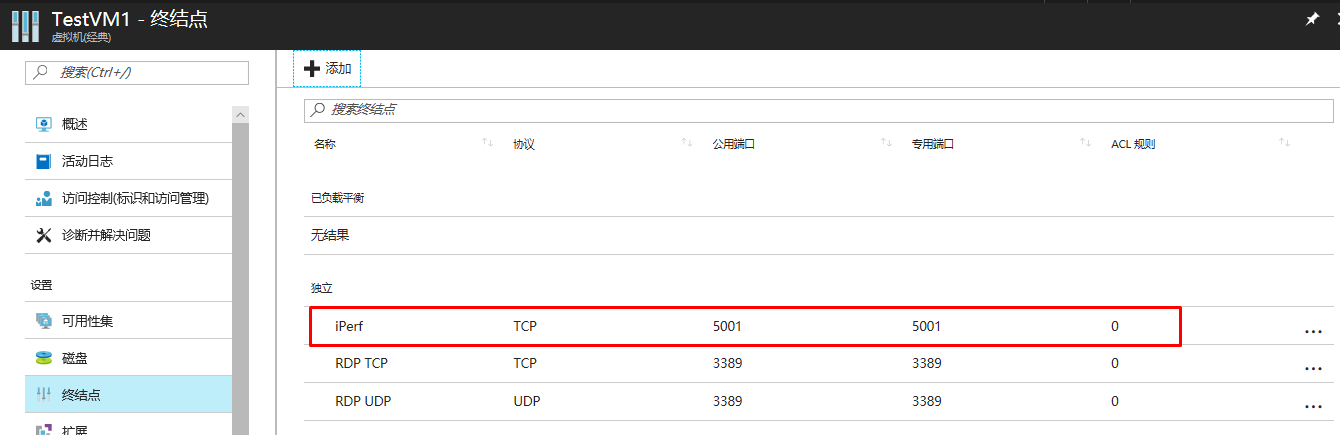 TestVM1 - 终结点
虚拟机(经典)
搜索(Ctrl+/)
概述
活动日志
访问控制(标识和访问管理)
诊断并解决问题
设置
可用性集
磁盘
终结点
扩展
添加
搜索终结点
名称 协议 公用端口 专用端口 ACL 规则
已负载平衡
无结果
独立
iPerf TCP 5001 5001 0 ...
RDP TCP TCP 3389 3389 0 ...
RDP UDP UDP 3389 3389 0 ...